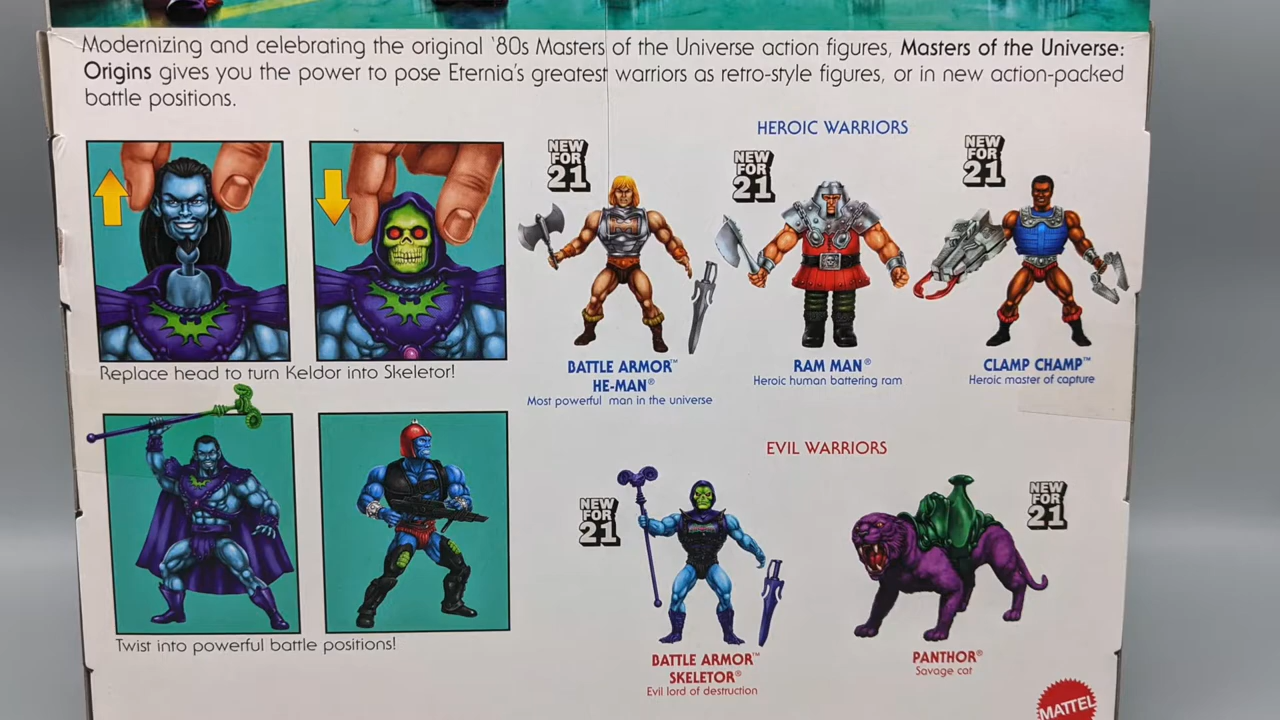 Modernizing and celebrating the original '80s Masters of the Universe action figures, Masters of the Universe:
Origins gives you the power to pose Eternia's greatest warriors as retro-style figures, or in new action-packed
battle positions.
HEROIC WARRIORS
NEW
FOR
21
NEW
FOR
21
NEW
FOR
21
BATTLE ARMOR™
HE-MAN®
Most powerful man in the universe
RAM MAN®
Heroic human battering ram
CLAMP CHAMP™
Heroic master of capture
Replace head to turn Keldor into Skeletor!
EVIL WARRIORS
NEW
FOR
21
NEW
FOR
21
Twist into powerful battle positions!
BATTLE ARMOR™
SKELETOR®
Evil lord of destruction
PANTHOR®
Savage cat
MATTEL